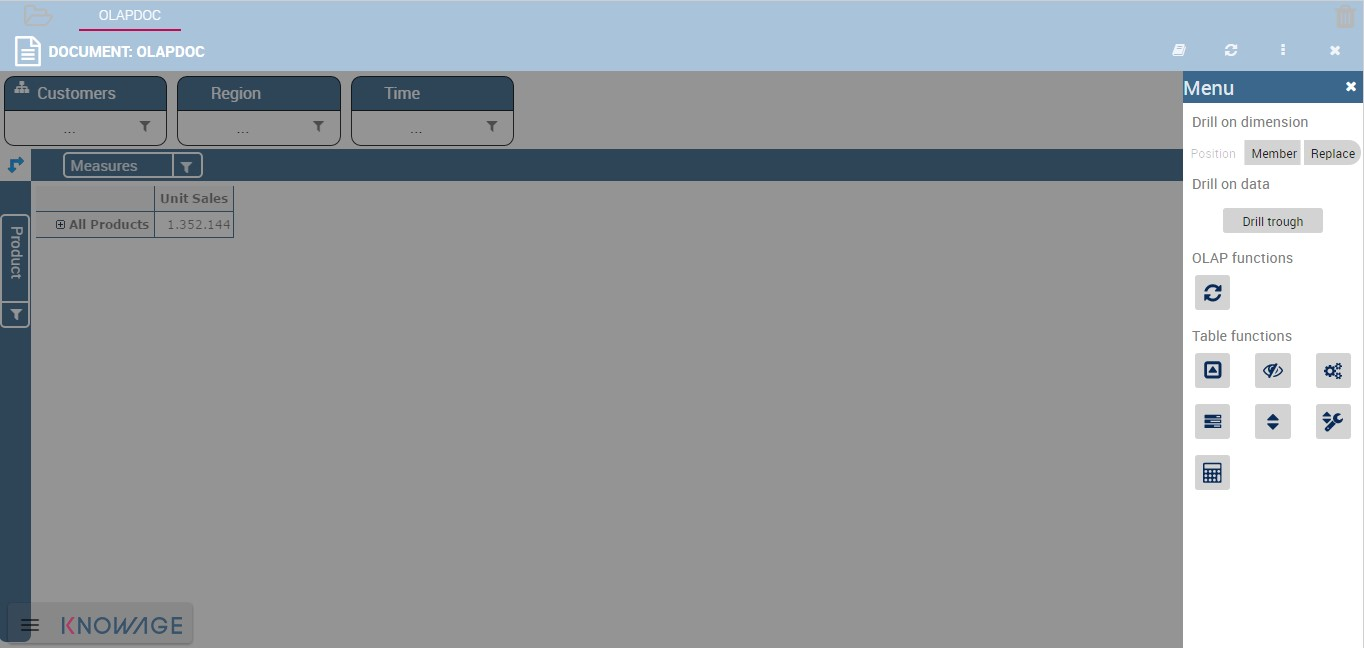 OLAPDOC
DOCUMENT: OLAPDOC
Customers
Region
Time
...
...
...
Measures
Unit Sales
All Products
1.352.144
Product
KNOWAGE
Menu
Drill on dimension
Position
Member
Replace
Drill on data
Drill trough
OLAP functions
Table functions